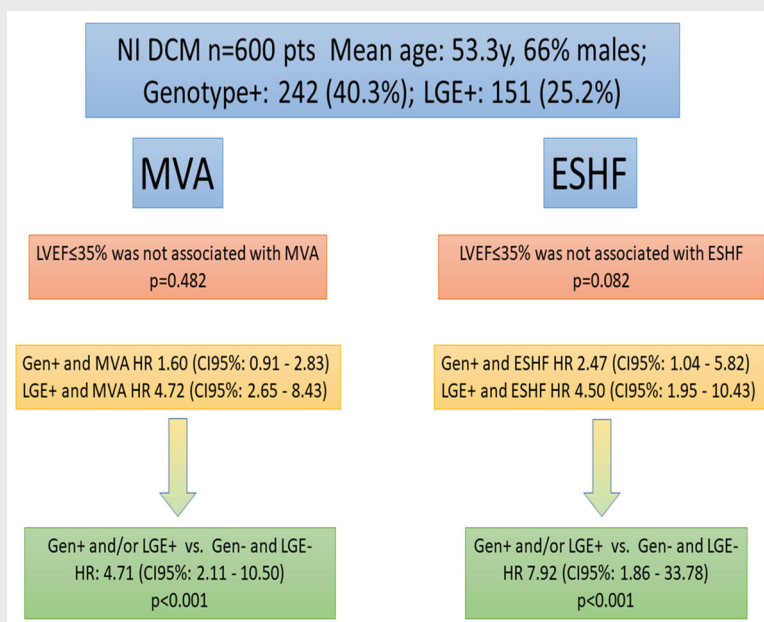 NI DCM n=600 pts Mean age: 53.3y, 66% males;
Genotype+: 242 (40.3%); LGE+: 151 (25.2%)
MVA
ESHF
LVEF≤35% was not associated with MVA
p=0.482
LVEF≤35% was not associated with ESHF
p=0.082
Gen+ and MVA HR 1.60 (CI95%: 0.91 - 2.83)
LGE+ and MVA HR 4.72 (CI95%: 2.65 - 8.43)
Gen+ and ESHF HR 2.47 (CI95%: 1.04 - 5.82)
LGE+ and ESHF HR 4.50 (CI95%: 1.95 - 10.43)
Gen+ and/or LGE+ vs. Gen- and LGE-
HR: 4.71 (CI95%: 2.11 - 10.50)
p<0.001
Gen+ and/or LGE+ vs. Gen- and LGE-
HR 7.92 (CI95%: 1.86 - 33.78)
p<0.001